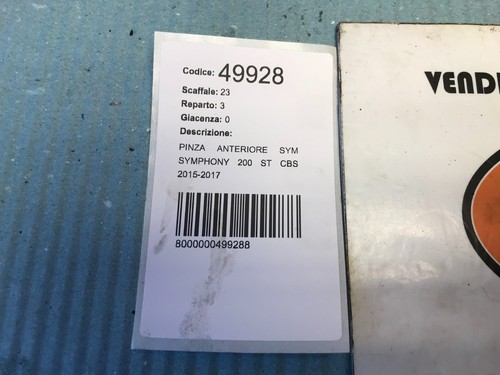 Codice: 49928
Scaffale: 23
Reparto: 3
Giacenza: 0
Descrizione:
PINZA ANTERIORE SYM
SYMPHONY 200 ST CBS
2015-2017
8000000499288
VENDI